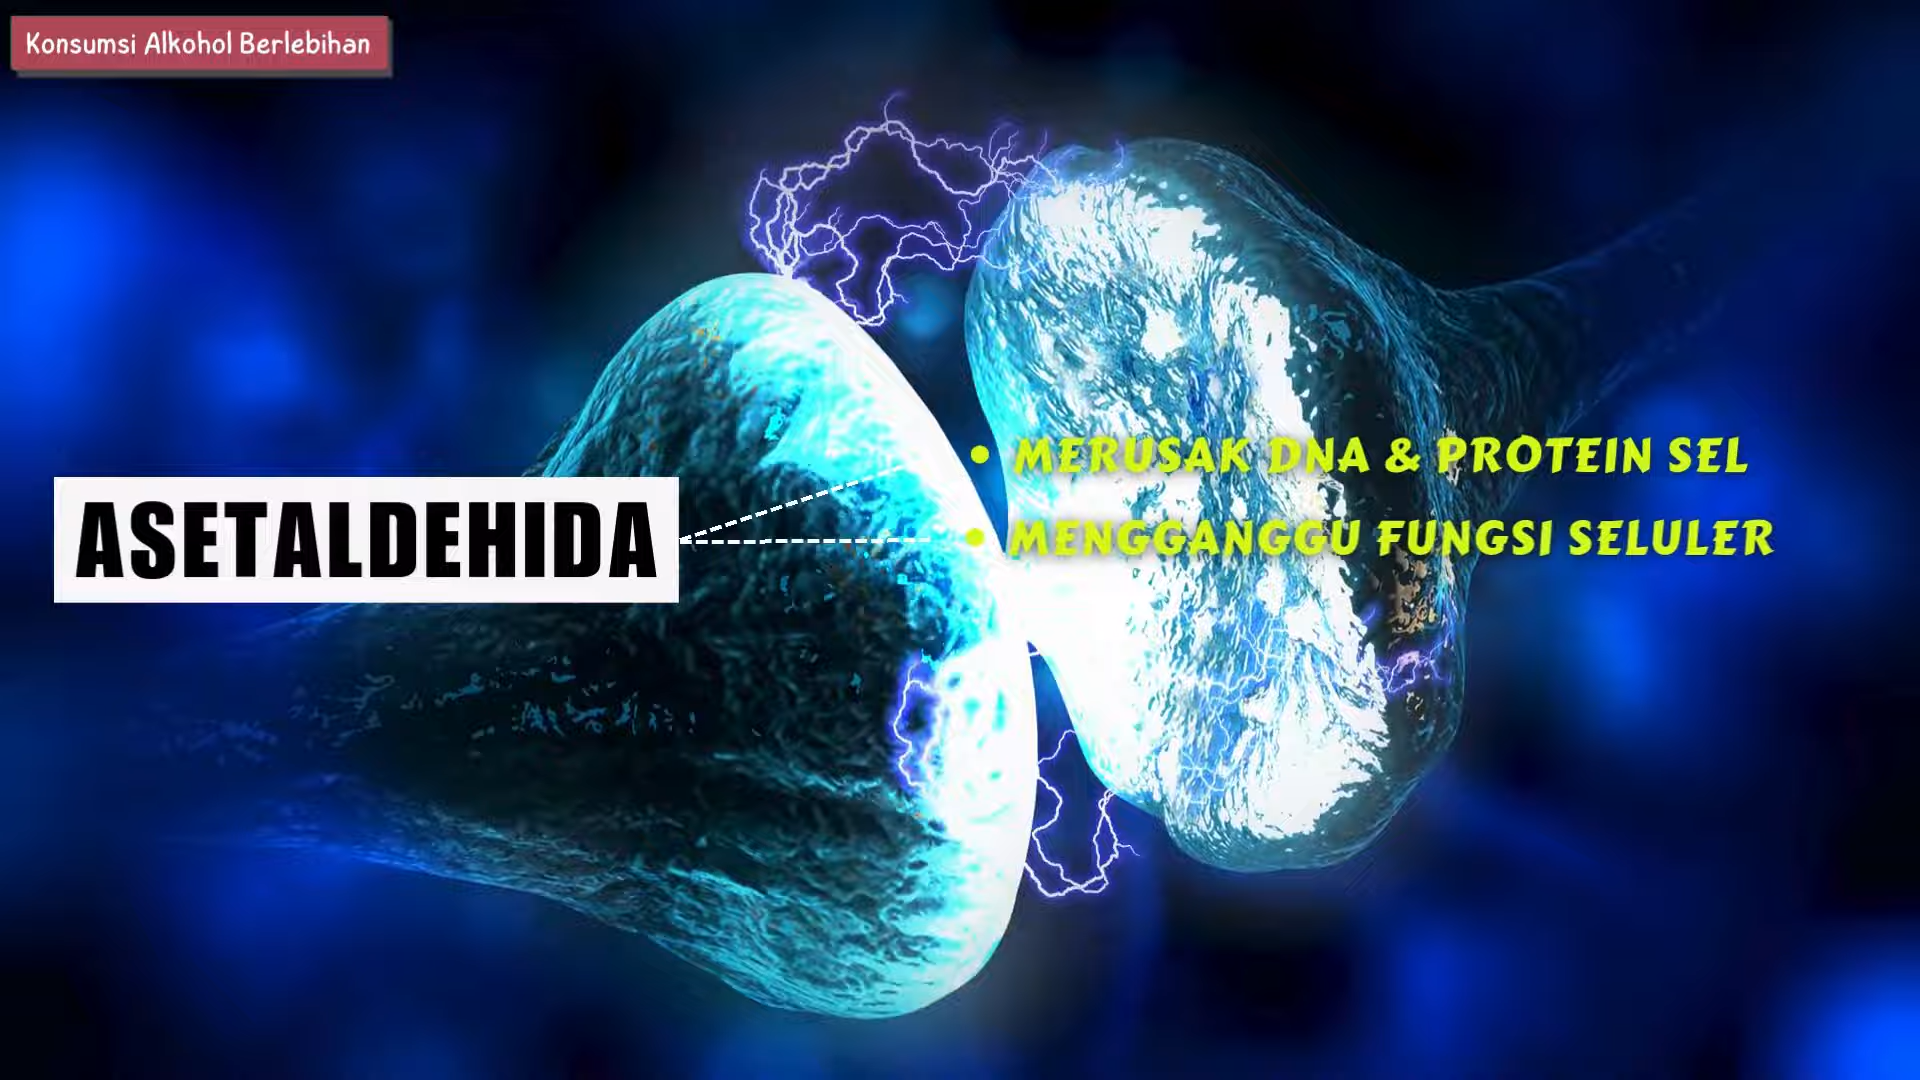 Konsumsi Alkohol Berlebihan
• MERUSAK DNA & PROTEIN SEL
ASETALDEHIDA
• MENGGANGGU FUNGSI SELULER